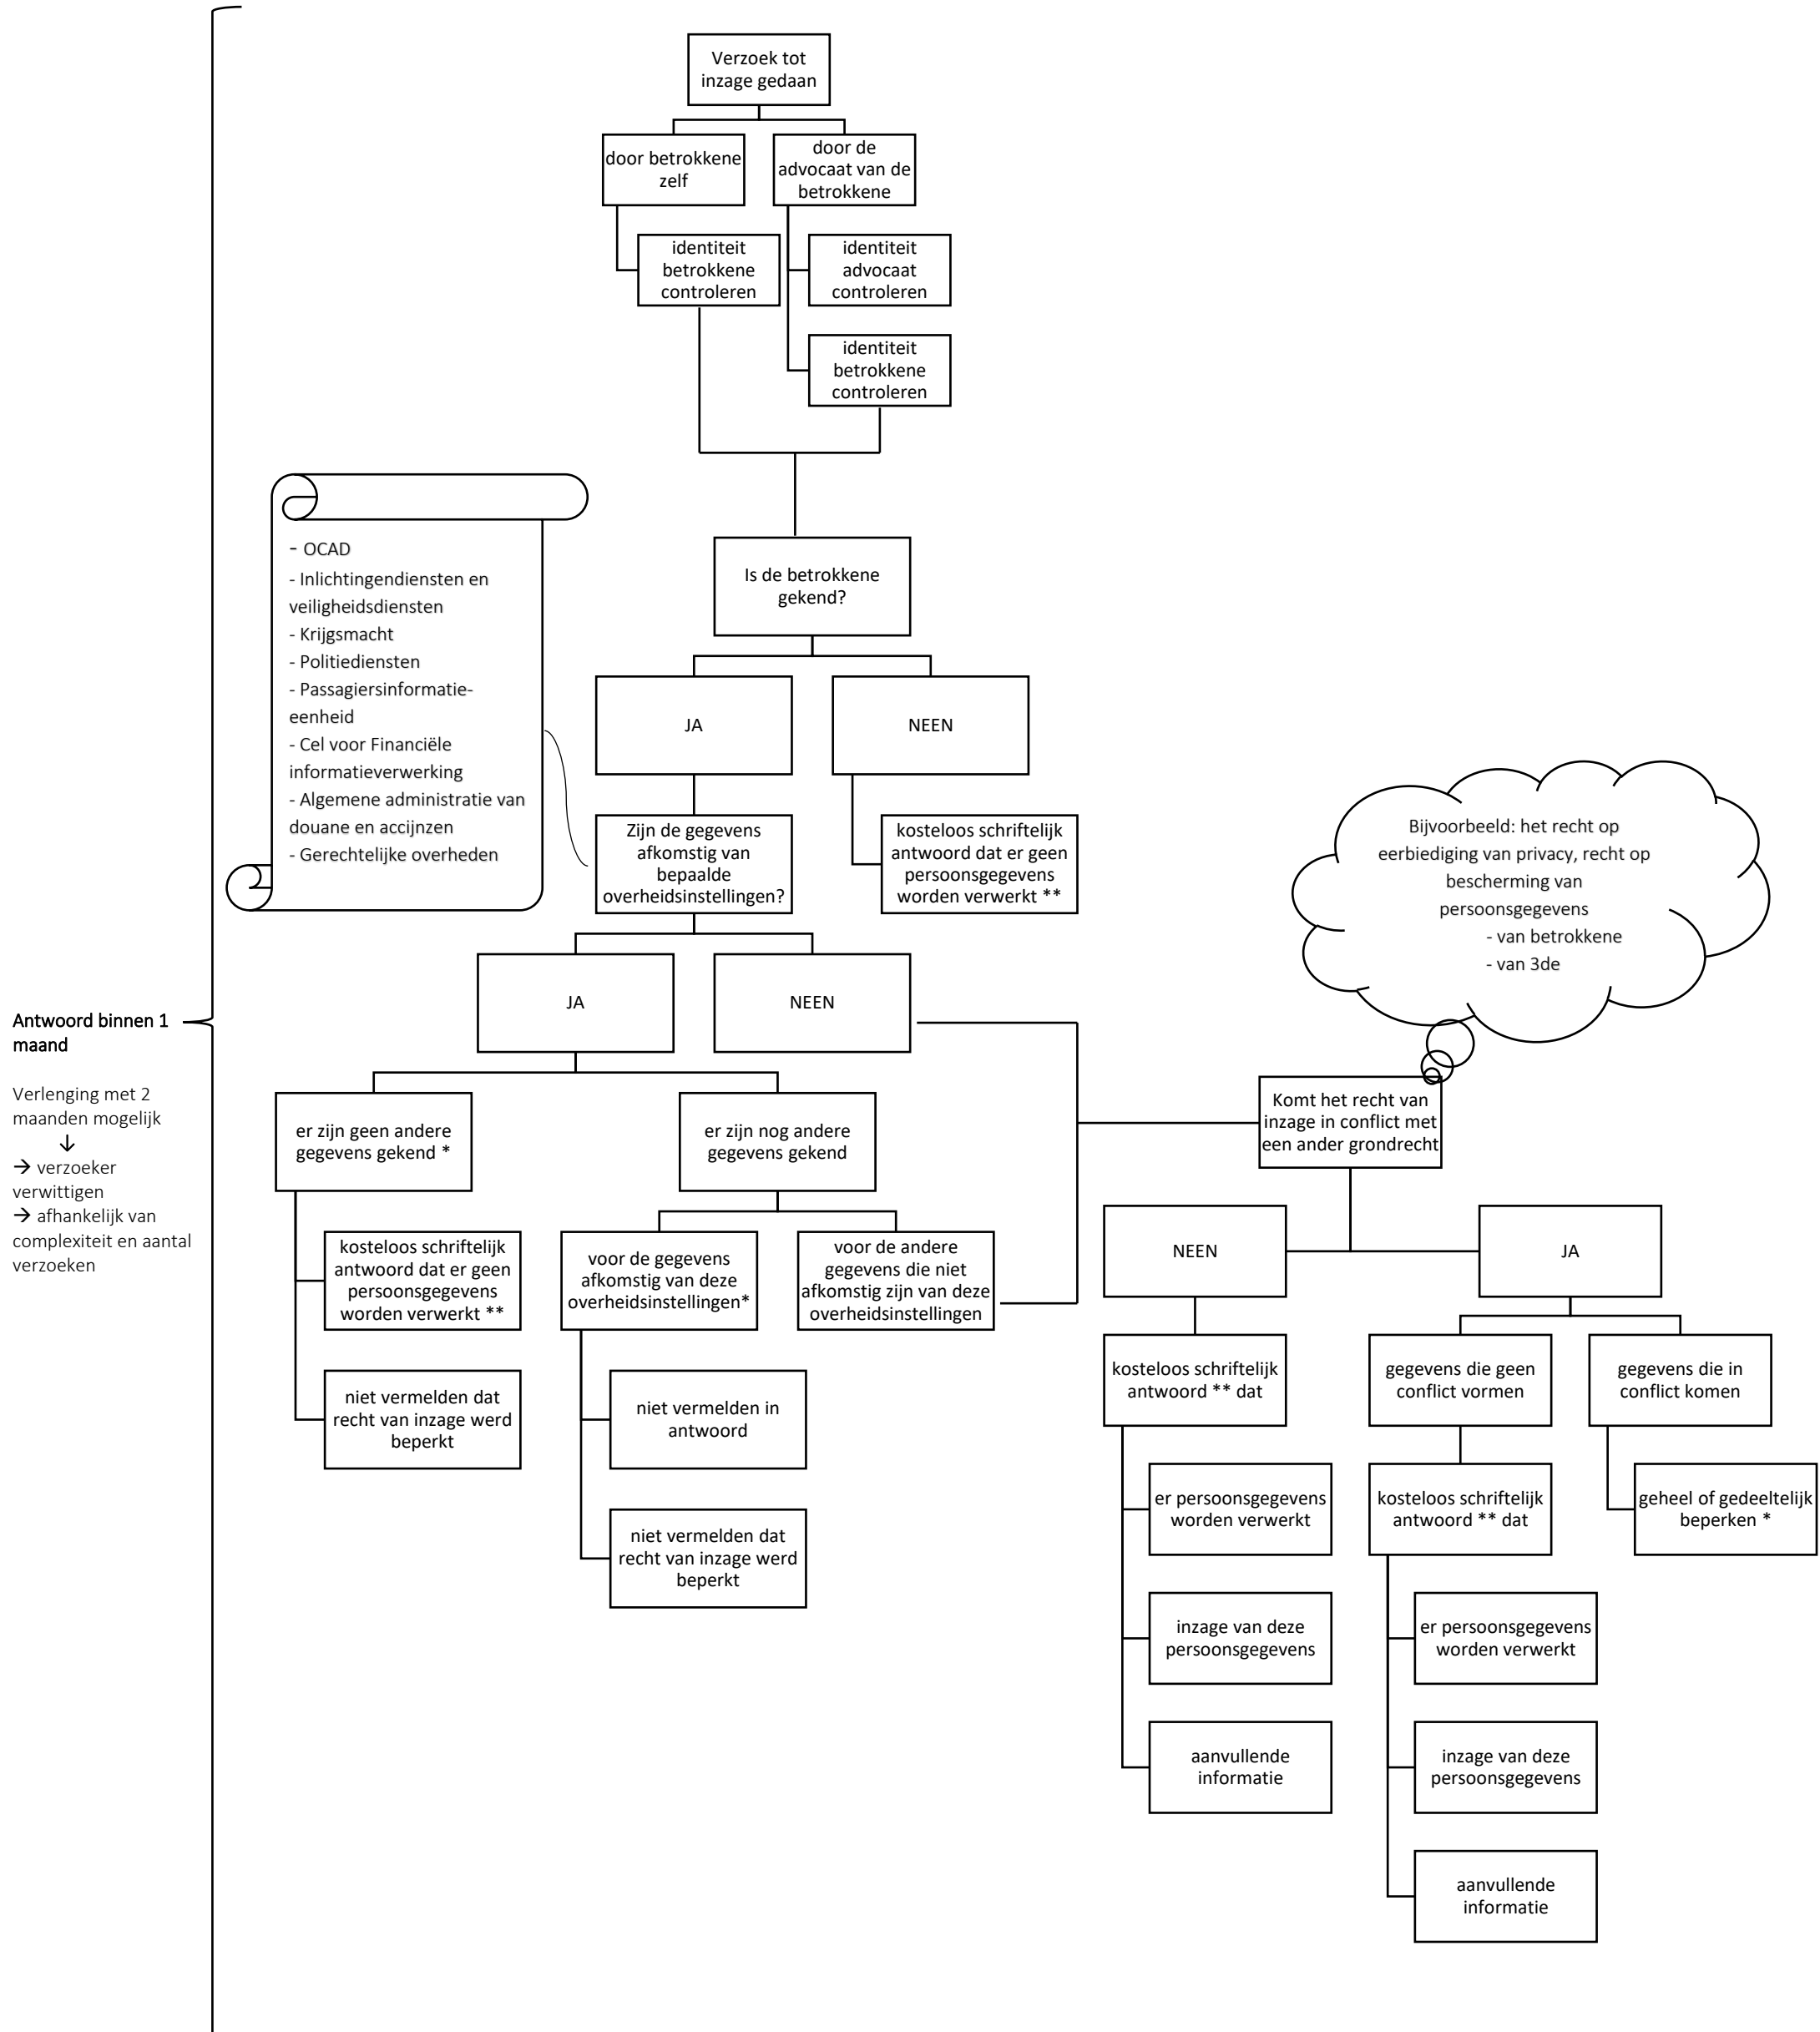 Verzoek tot
inzage gedaan
door betrokkene
zelf
door de
advocaat van de
betrokkene
identiteit
betrokkene
controleren
identiteit
advocaat
controleren
identiteit
betrokkene
controleren
- OCAD
- Inlichtingendiensten en
veiligheidsdiensten
- Krijgsmacht
- Politiediensten
- Passagiersinformatie-
eenheid
- Cel voor Financiële
informatieverwerking
- Algemene administratie van
douane en accijnzen
- Gerechtelijke overheden
Is de betrokkene
gekend?
JA
NEEN
Zijn de gegevens
afkomstig van
bepaalde
overheidsinstellingen?
kosteloos schriftelijk
antwoord dat er geen
persoonsgegevens
worden verwerkt **
Bijvoorbeeld: het recht op
eerbiediging van privacy, recht op
bescherming van
persoonsgegevens
- van betrokkene
- van 3de
JA
NEEN
Antwoord binnen 1
maand
Verlenging met 2
maanden mogelijk
↓
→ verzoeker
verwittigen
→ afhankelijk van
complexiteit en aantal
verzoeken
er zijn geen andere
gegevens gekend *
er zijn nog andere
gegevens gekend
Komt het recht van
inzage in conflict met
een ander grondrecht
kosteloos schriftelijk
antwoord dat er geen
persoonsgegevens
worden verwerkt **
niet vermelden dat
recht van inzage werd
beperkt
voor de gegevens
afkomstig van deze
overheidsinstellingen*
voor de andere
gegevens die niet
afkomstig zijn van deze
overheidsinstellingen
niet vermelden in
antwoord
niet vermelden dat
recht van inzage werd
beperkt
NEEN
JA
kosteloos schriftelijk
antwoord ** dat
er persoonsgegevens
worden verwerkt
inzage van deze
persoonsgegevens
aanvullende
informatie
gegevens die geen
conflict vormen
kosteloos schriftelijk
antwoord ** dat
er persoonsgegevens
worden verwerkt
inzage van deze
persoonsgegevens
aanvullende
informatie
gegevens die in
conflict komen
geheel of gedeeltelijk
beperken *